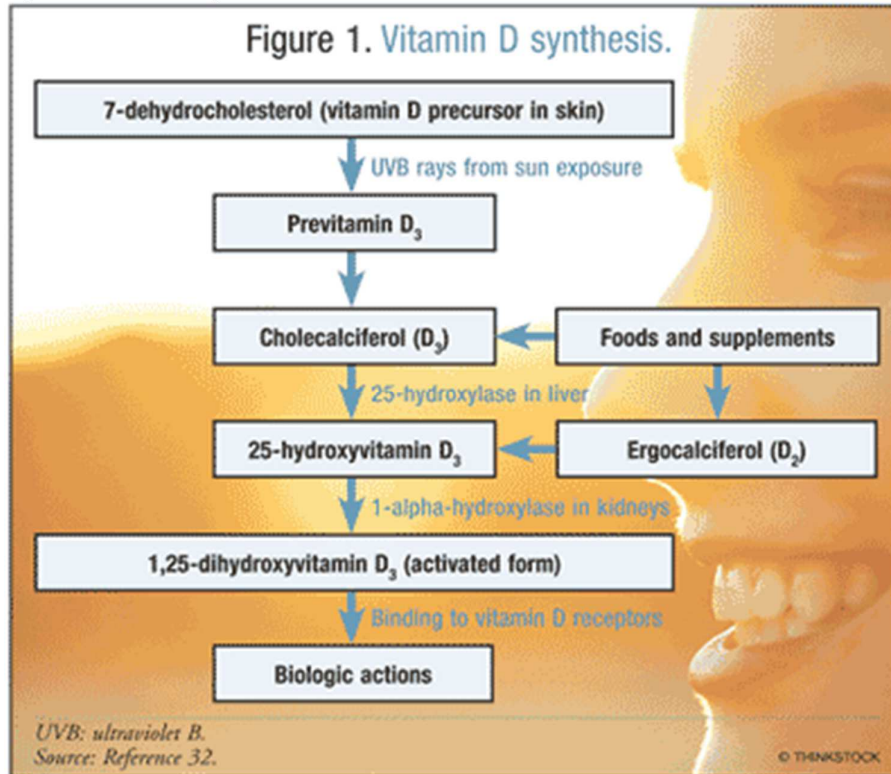 Figure 1. Vitamin D synthesis.
7-dehydrocholesterol (vitamin D precursor in skin)
UVB rays from sun exposure
Previtamin D₃
Cholecalciferol (D₃)
Foods and supplements
25-hydroxylase in liver
25-hydroxyvitamin D₃
Ergocalciferol (D₂)
1-alpha-hydroxylase in kidneys
1,25-dihydroxyvitamin D₃ (activated form)
Binding to vitamin D receptors
Biologic actions
UVB: ultraviolet B.
Source: Reference 32.
© THINKSTOCK